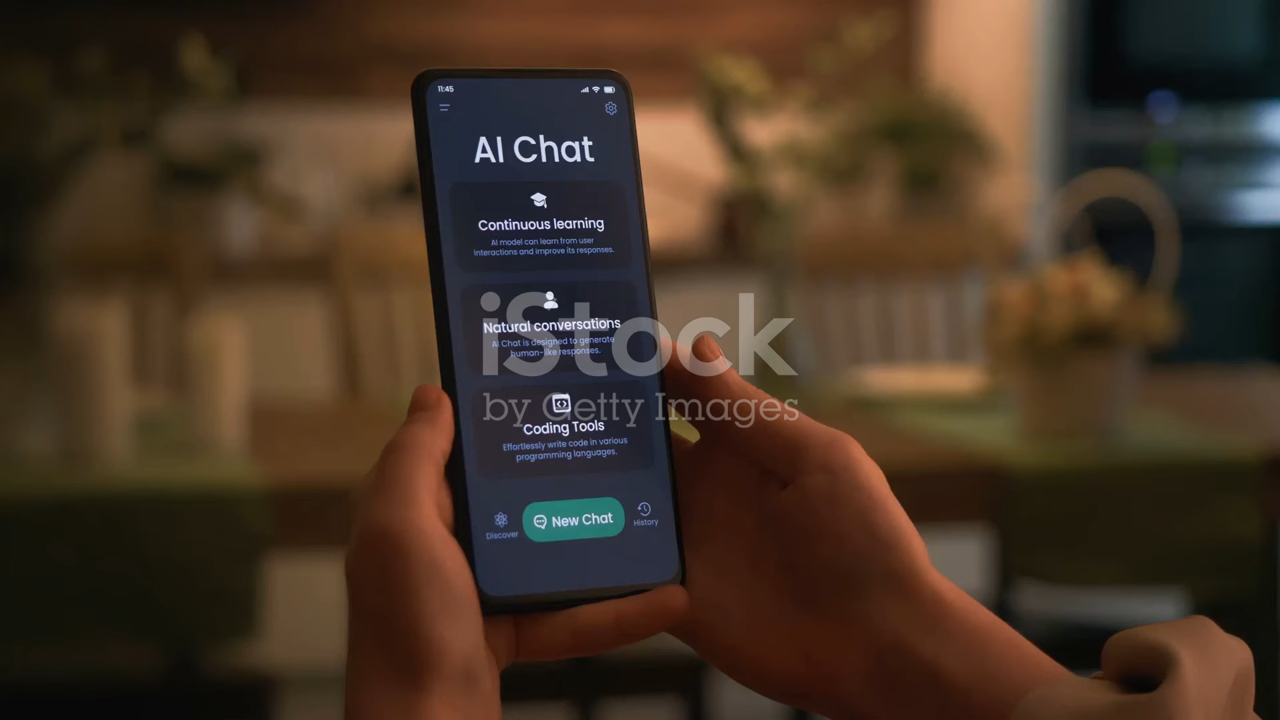 11:45
AI Chat
Continuous learning
AI model can learn from user
interactions and improve its responses.
Natural conversations
AI Chat is designed to generate
human-like responses.
Coding Tools
Effortlessly write code in various
programming languages.
Discover
New Chat
History
iStock
by Getty Images